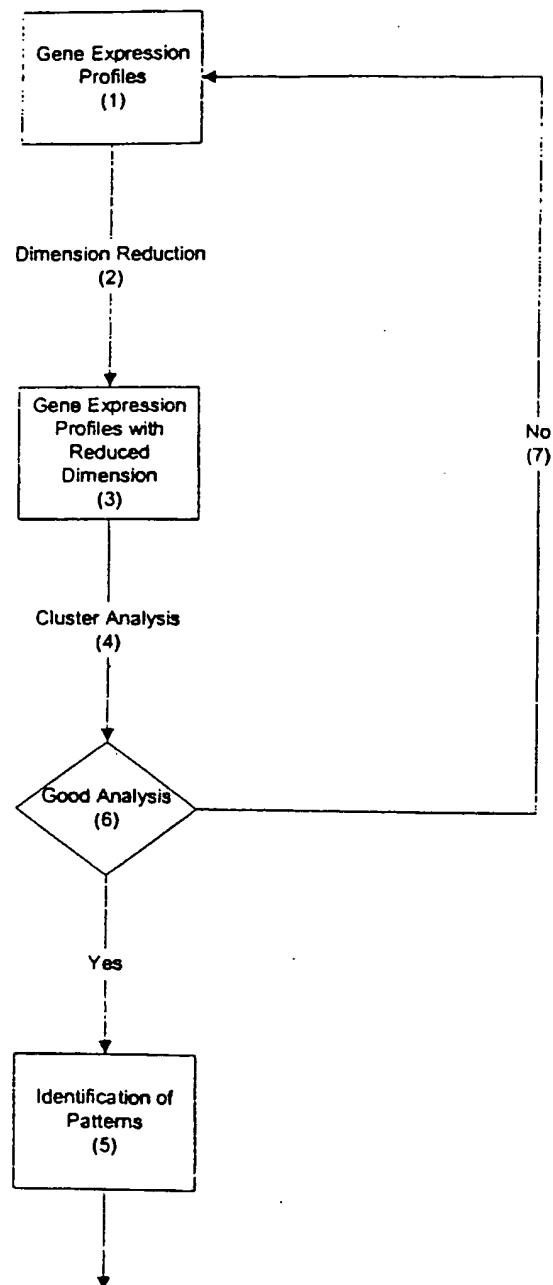 Gene Expression
Profiles
(1)
Dimension Reduction
(2)
Gene Expression
Profiles with
Reduced
Dimension
(3)
No
(7)
Cluster Analysis
(4)
Good Analysis
(6)
Yes
Identification of
Patterns
(5)